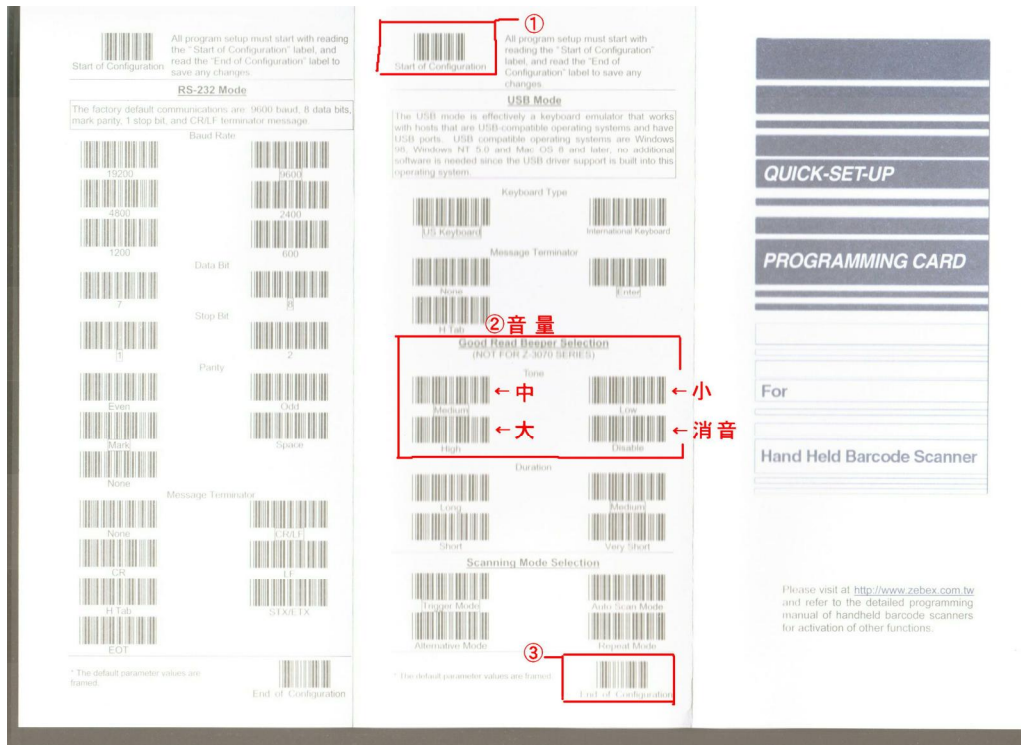 All program setup must start with reading
the "Start of Configuration" label, and
read the "End of Configuration" label to
save any changes.
Start of Configuration
RS-232 Mode
The factory default communications are 9600 baud, 8 data bits,
mark parity, 1 stop bit, and CR/LF terminator message.
Baud Rate
19200 9600
4800 2400
1200 600
Data Bit
7 8
Stop Bit
1 2
Parity
Even Odd
Mark Space
None
Message Terminator
None CR/LF
CR LF
H Tab STX/ETX
EOT
* The default parameter values are
framed.
End of Configuration
①
All program setup must start with
reading the "Start of Configuration"
label, and read the "End of
Configuration" label to save any
changes.
Start of Configuration
USB Mode
The USB mode is effectively a keyboard emulator that works
with hosts that are USB-compatible operating systems and have
USB ports. USB compatible operating systems are Windows
98, Windows NT 5.0 and Mac OS 8 and later, no additional
software is needed since the USB driver support is built into this
operating system.
Keyboard Type
US Keyboard International Keyboard
Message Terminator
None Enter
H Tab
②音量
Good Read Beeper Selection
(NOT FOR Z-3070 SERIES)
Tone
←中 ←小
Medium Low
←大 ←消音
High Disable
Duration
Long Medium
Short Very Short
Scanning Mode Selection
Trigger Mode Auto Scan Mode
Alternative Mode Repeat Mode
③
* The default parameter values are framed.
End of Configuration
QUICK-SET-UP
PROGRAMMING CARD
For
Hand Held Barcode Scanner
Please visit at http://www.zebex.com.tw
and refer to the detailed programming
manual of handheld barcode scanners
for activation of other functions.